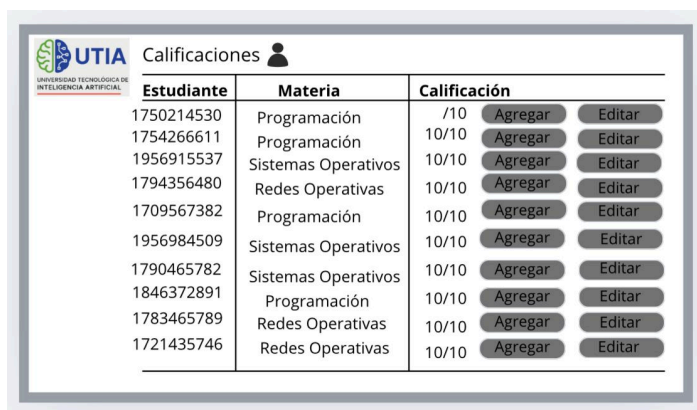 UTIA
UNIVERSIDAD TECNOLÓGICA DE
INTELIGENCIA ARTIFICIAL
Calificaciones
Estudiante Materia Calificación
1750214530 Programación /10 Agregar Editar
1754266611 Programación 10/10 Agregar Editar
1956915537 Sistemas Operativos 10/10 Agregar Editar
1794356480 Redes Operativas 10/10 Agregar Editar
1709567382 Programación 10/10 Agregar Editar
1956984509 Sistemas Operativos 10/10 Agregar Editar
1790465782 Sistemas Operativos 10/10 Agregar Editar
1846372891 Programación 10/10 Agregar Editar
1783465789 Redes Operativas 10/10 Agregar Editar
1721435746 Redes Operativas 10/10 Agregar Editar